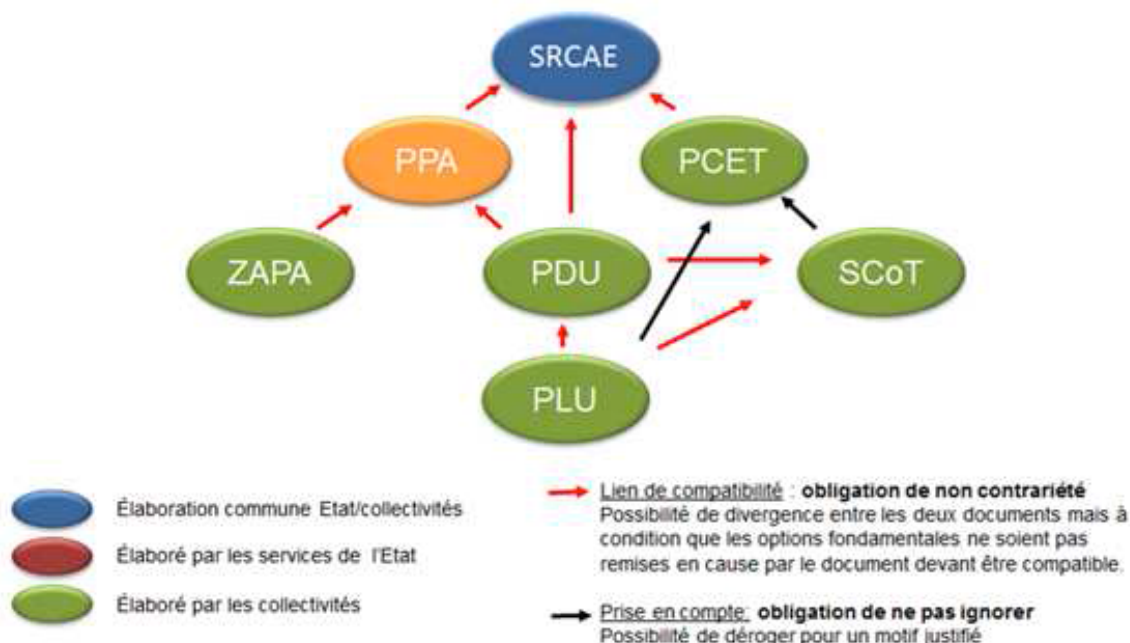 SRCAE
PPA
PCET
ZAPA
PDU
SCoT
PLU
Élaboration commune Etat/collectivités
Élaboré par les services de l'Etat
Élaboré par les collectivités
Lien de compatibilité : obligation de non contrariété
Possibilité de divergence entre les deux documents mais à
condition que les options fondamentales ne soient pas
remises en cause par le document devant être compatible.
Prise en compte: obligation de ne pas ignorer
Possibilité de déroger pour un motif justifié